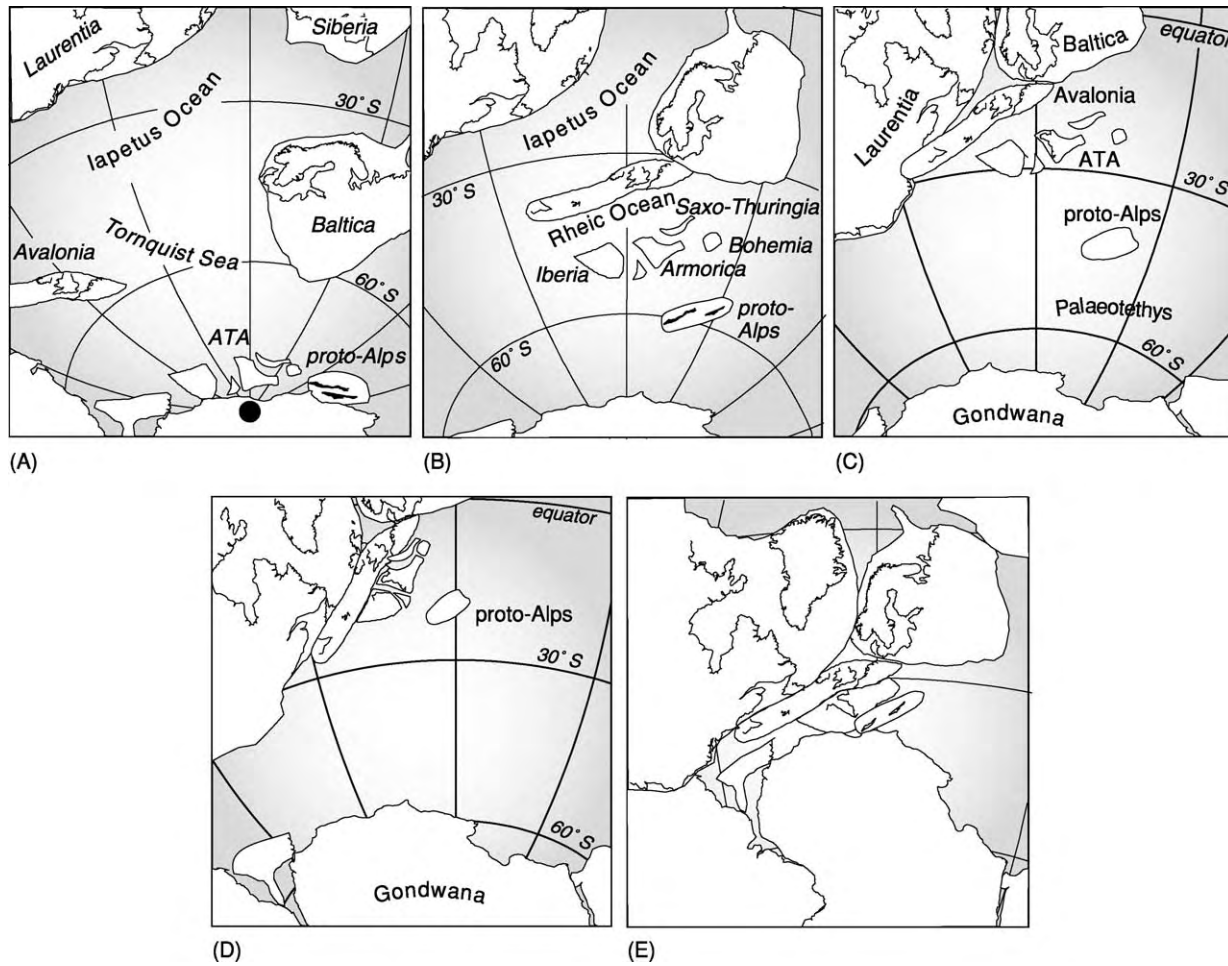 Laurentia
Siberia
Iapetus Ocean
30° S
Baltica
Tornquist Sea
Avalonia
60° S
ATA
proto-Alps
(A)
Iapetus Ocean
30° S
Rheic Ocean
Saxo-Thuringia
Bohemia
Iberia
Armorica
proto-
Alps
60° S
(B)
equator
Baltica
Laurentia
Avalonia
ATA
30° S
proto-Alps
Palaeotethys
60° S
Gondwana
(C)
equator
proto-Alps
30° S
60° S
Gondwana
(D)
(E)